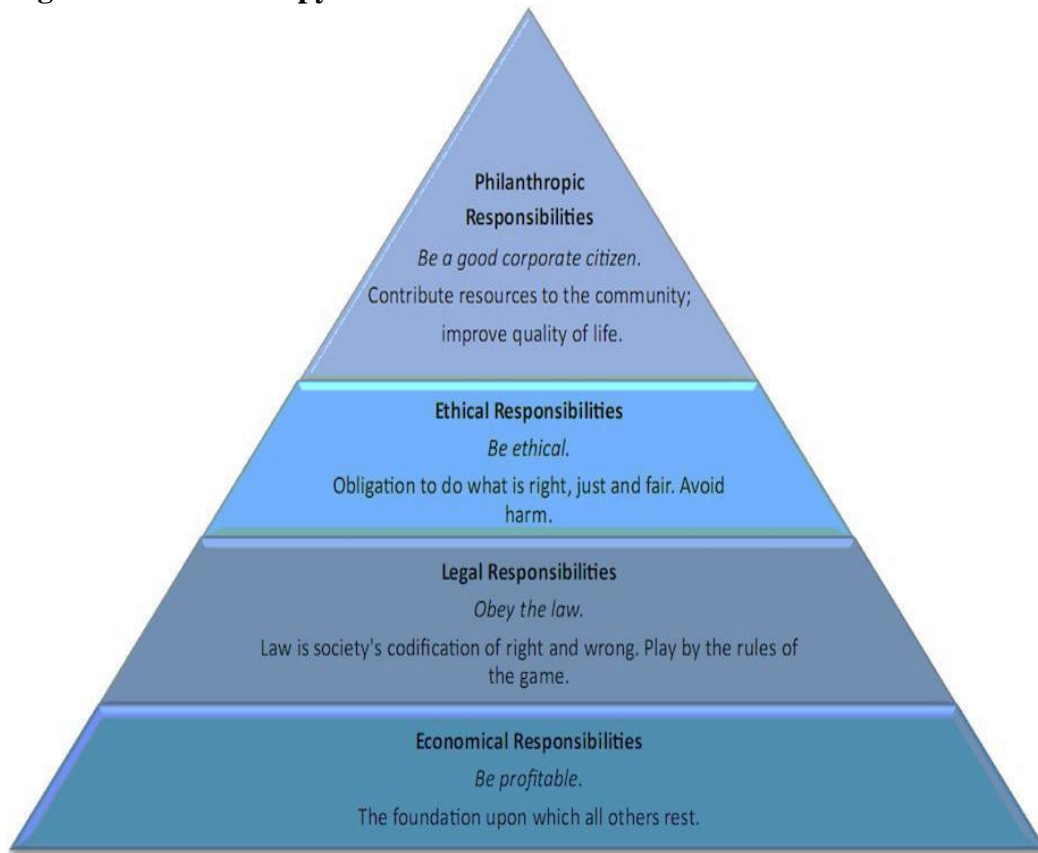 Philanthropic
Responsibilities
Be a good corporate citizen.
Contribute resources to the community;
improve quality of life.
Ethical Responsibilities
Be ethical.
Obligation to do what is right, just and fair. Avoid
harm.
Legal Responsibilities
Obey the law.
Law is society's codification of right and wrong. Play by the rules of
the game.
Economical Responsibilities
Be profitable.
The foundation upon which all others rest.